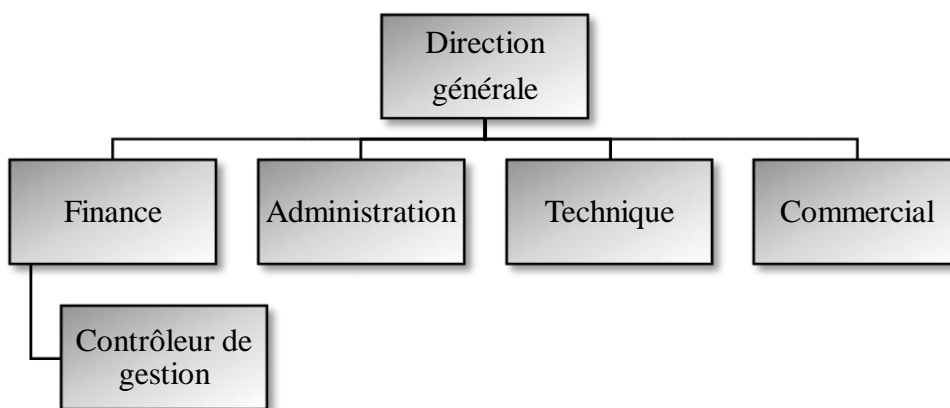 Direction
générale
Finance
Administration
Technique
Commercial
Contrôleur de
gestion